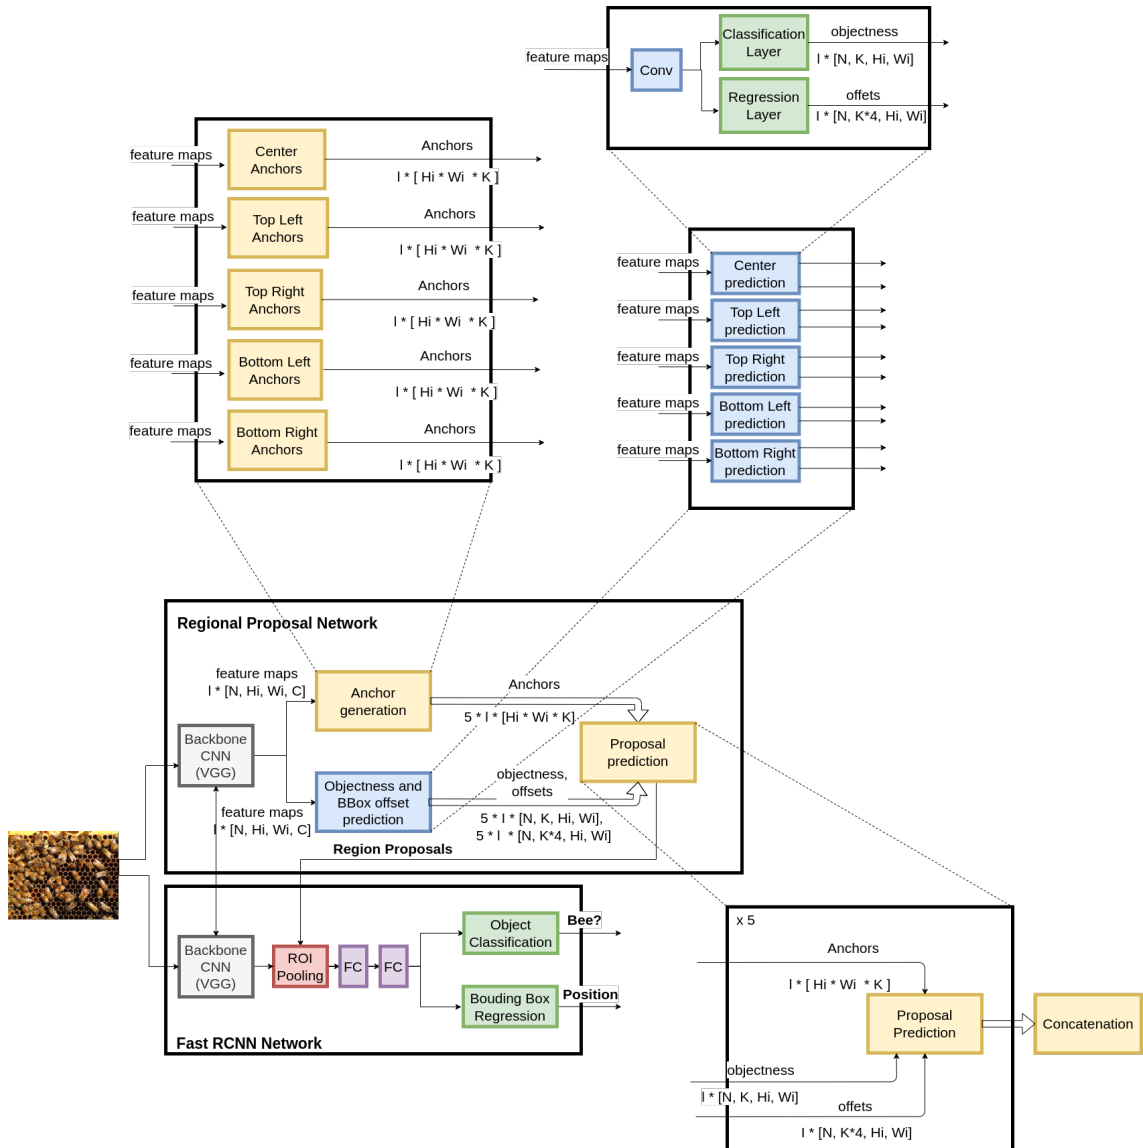 feature maps
Conv
Classification
Layer
objectness
l * [N, K, Hi, Wi]
Regression
Layer
offets
l * [N, K*4, Hi, Wi]
feature maps
Center
Anchors
Anchors
l * [ Hi * Wi * K ]
feature maps
Top Left
Anchors
Anchors
l * [ Hi * Wi * K ]
feature maps
Top Right
Anchors
Anchors
l * [ Hi * Wi * K ]
feature maps
Bottom Left
Anchors
Anchors
l * [ Hi * Wi * K ]
feature maps
Bottom Right
Anchors
Anchors
l * [ Hi * Wi * K ]
feature maps
Center
prediction
feature maps
Top Left
prediction
feature maps
Top Right
prediction
feature maps
Bottom Left
prediction
feature maps
Bottom Right
prediction
Regional Proposal Network
feature maps
l * [N, Hi, Wi, C]
Anchor
generation
Anchors
5 * l * [Hi * Wi * K]
Backbone
CNN
(VGG)
Proposal
prediction
feature maps
l * [N, Hi, Wi, C]
Objectness and
BBox offset
prediction
objectness,
offsets
5 * l * [N, K, Hi, Wi],
5 * l * [N, K*4, Hi, Wi]
Region Proposals
Backbone
CNN
(VGG)
ROI
Pooling
FC
FC
Object
Classification
Bee?
Bouding Box
Regression
Position
Fast RCNN Network
x 5
Anchors
l * [ Hi * Wi * K ]
Proposal
Prediction
Concatenation
objectness
l * [N, K, Hi, Wi]
offets
l * [N, K*4, Hi, Wi]